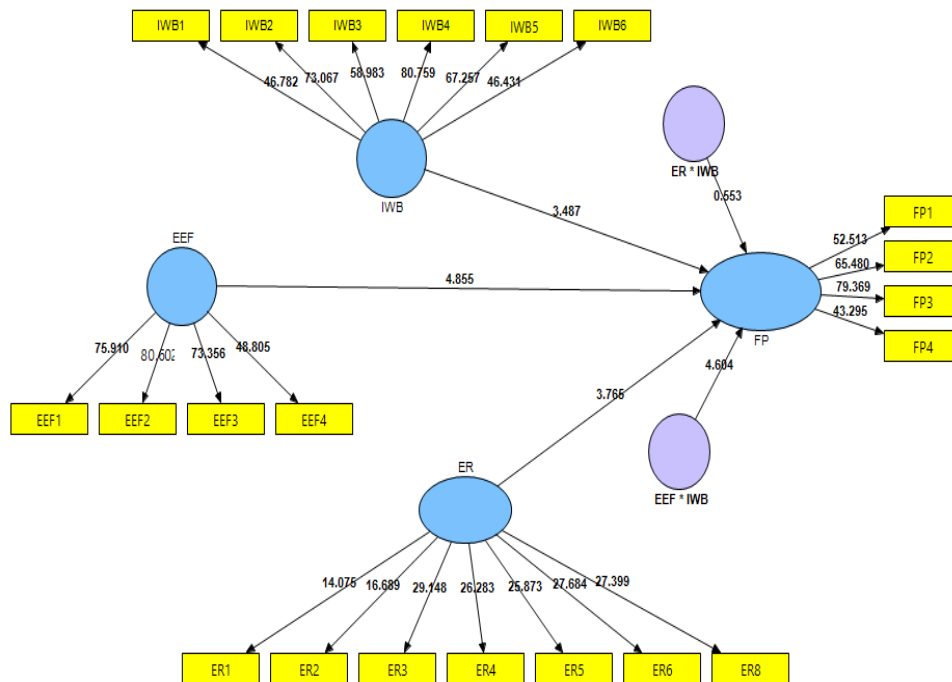 IWB1 IWB2 IWB3 IWB4 IWB5 IWB6
46.782 73.067 58.983 80.759 67.257 46.431
IWB
ER * IWB
0.553
3.487
FP1
FP2
FP3
FP4
52.513
65.480
79.369
43.295
FP
EEF
4.855
75.910 80.602 73.356 48.805
EEF1 EEF2 EEF3 EEF4
4.604
3.765
EEF * IWB
ER
14.075 16.689 29.148 26.283 25.873 27.684 27.399
ER1 ER2 ER3 ER4 ER5 ER6 ER8